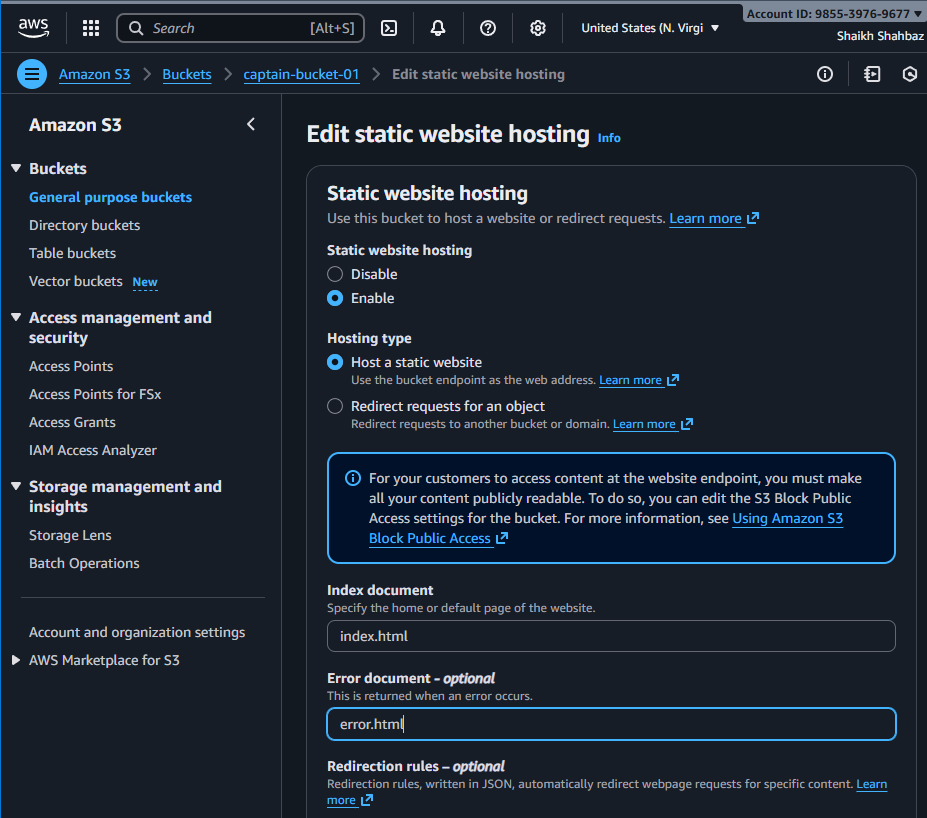 aws
Search [Alt+S]
United States (N. Virgi
Account ID: 9855-3976-9677
Shaikh Shahbaz
Amazon S3 Buckets captain-bucket-01 Edit static website hosting
Amazon S3
Buckets
General purpose buckets
Directory buckets
Table buckets
Vector buckets New
Access management and
security
Access Points
Access Points for FSx
Access Grants
IAM Access Analyzer
Storage management and
insights
Storage Lens
Batch Operations
Account and organization settings
AWS Marketplace for S3
Edit static website hosting Info
Static website hosting
Use this bucket to host a website or redirect requests. Learn more
Static website hosting
Disable
Enable
Hosting type
Host a static website
Use the bucket endpoint as the web address. Learn more
Redirect requests for an object
Redirect requests to another bucket or domain. Learn more
For your customers to access content at the website endpoint, you must make
all your content publicly readable. To do so, you can edit the S3 Block Public
Access settings for the bucket. For more information, see Using Amazon S3
Block Public Access
Index document
Specify the home or default page of the website.
index.html
Error document - optional
This is returned when an error occurs.
error.html
Redirection rules – optional
Redirection rules, written in JSON, automatically redirect webpage requests for specific content. Learn
more